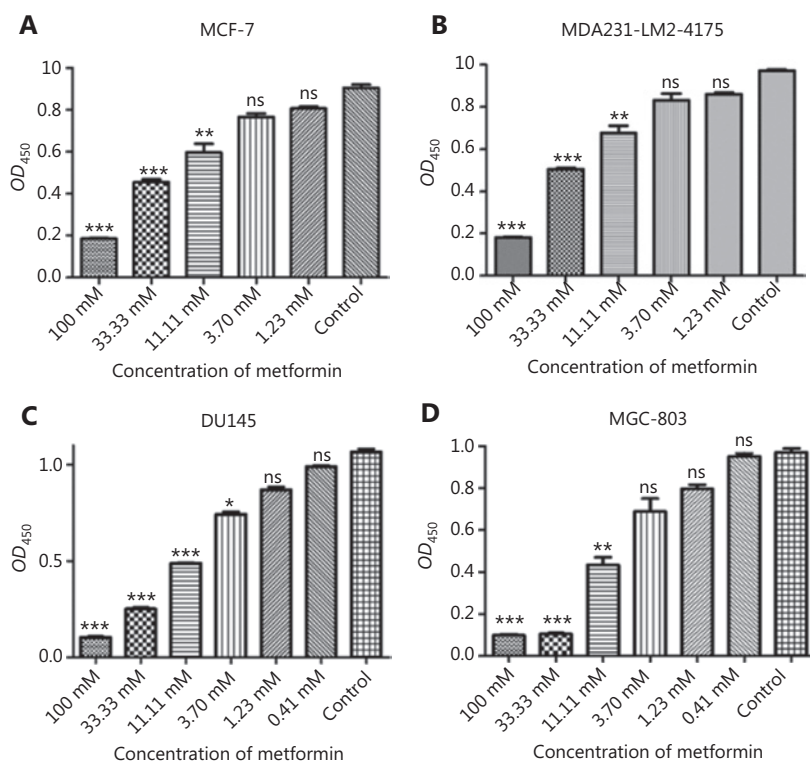 A
MCF-7
10
0.8
0.6
0.4
0.2
0.0
OD450
***
***
**
ns
ns
100 mM
33.33 mM
11.11 mM
3.70 mM
1.23 mM
Control
Concentration of metformin
B
MDA231-LM2-4175
10
0.8
0.6
0.4
0.2
0.0
OD450
***
***
**
ns
ns
100 mM
33.33 mM
11.11 mM
3.70 mM
1.23 mM
Control
Concentration of metformin
C
DU145
1.0
0.5
0.0
OD450
***
***
***
*
ns
ns
100 mM
33.33 mM
11.11 mM
3.70 mM
1.23 mM
0.41 mM
Control
Concentration of metformin
D
MGC-803
1.0
0.8
0.6
0.4
0.2
0.0
OD450
***
***
**
ns
ns
ns
100 mM
33.33 mM
11.11 mM
3.70 mM
1.23 mM
0.41 mM
Control
Concentration of metformin